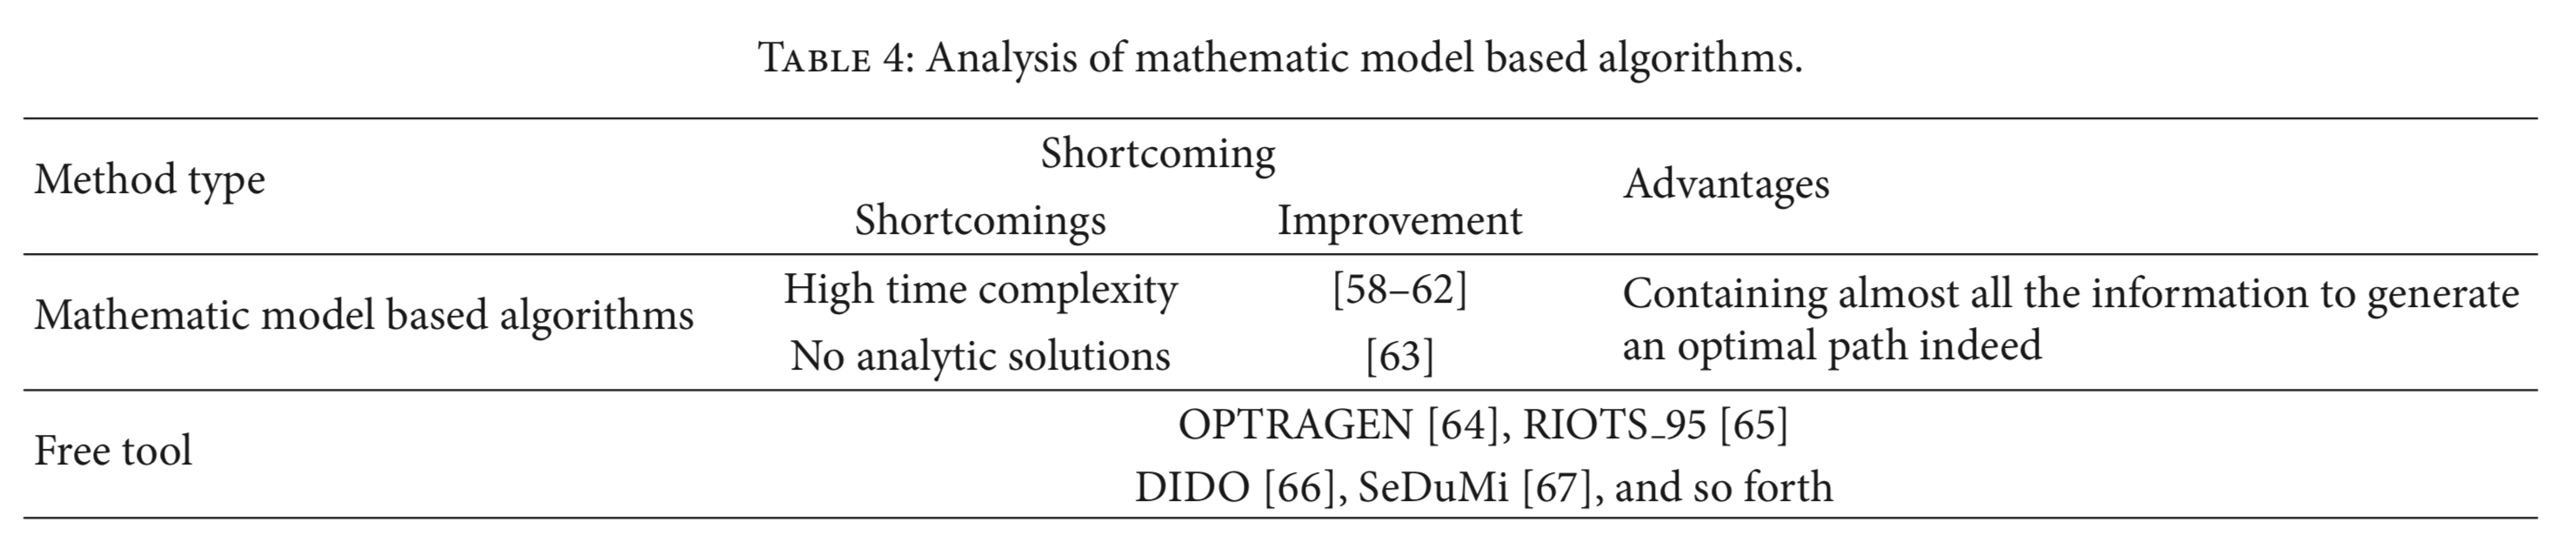 TABLE 4: Analysis of mathematic model based algorithms.
Method type
Shortcoming
Shortcomings
Improvement
Advantages
Mathematic model based algorithms
High time complexity
[58–62]
No analytic solutions
[63]
Containing almost all the information to generate
an optimal path indeed
Free tool
OPTRAGEN [64], RIOTS_95 [65]
DIDO [66], SeDuMi [67], and so forth